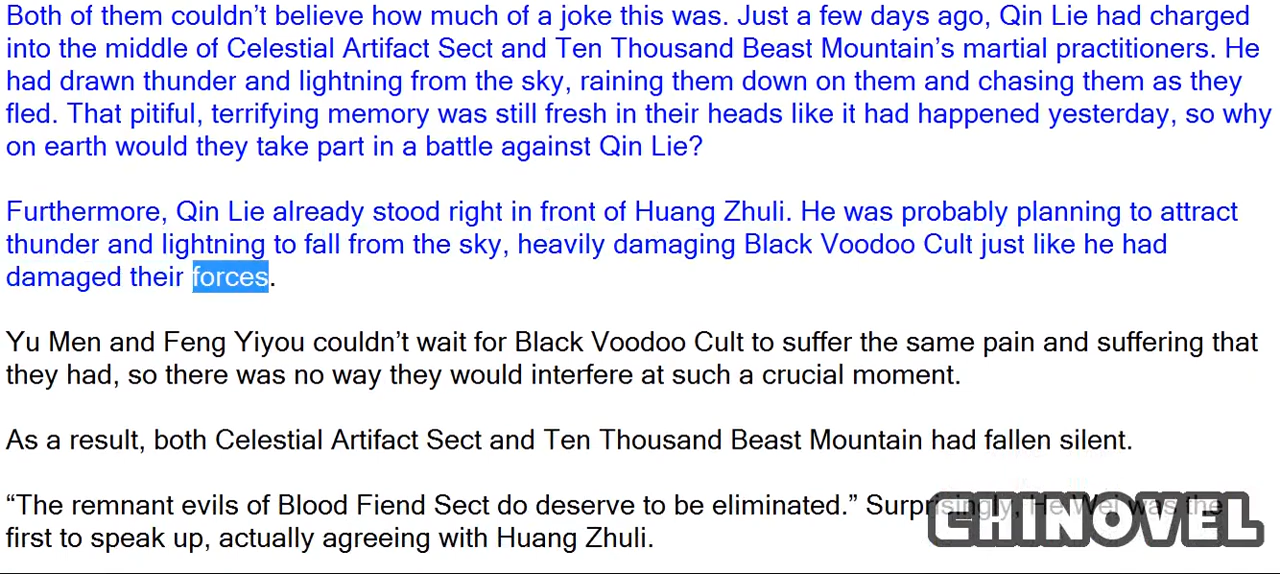 Both of them couldn’t believe how much of a joke this was. Just a few days ago, Qin Lie had charged
into the middle of Celestial Artifact Sect and Ten Thousand Beast Mountain’s martial practitioners. He
had drawn thunder and lightning from the sky, raining them down on them and chasing them as they
fled. That pitiful, terrifying memory was still fresh in their heads like it had happened yesterday, so why
on earth would they take part in a battle against Qin Lie?
Furthermore, Qin Lie already stood right in front of Huang Zhuli. He was probably planning to attract
thunder and lightning to fall from the sky, heavily damaging Black Voodoo Cult just like he had
damaged their forces.
Yu Men and Feng Yiyou couldn’t wait for Black Voodoo Cult to suffer the same pain and suffering that
they had, so there was no way they would interfere at such a crucial moment.
As a result, both Celestial Artifact Sect and Ten Thousand Beast Mountain had fallen silent.
“The remnant evils of Blood Fiend Sect do deserve to be eliminated.” Surprisingly, He Wei was the
first to speak up, actually agreeing with Huang Zhuli.
CHINOVEL